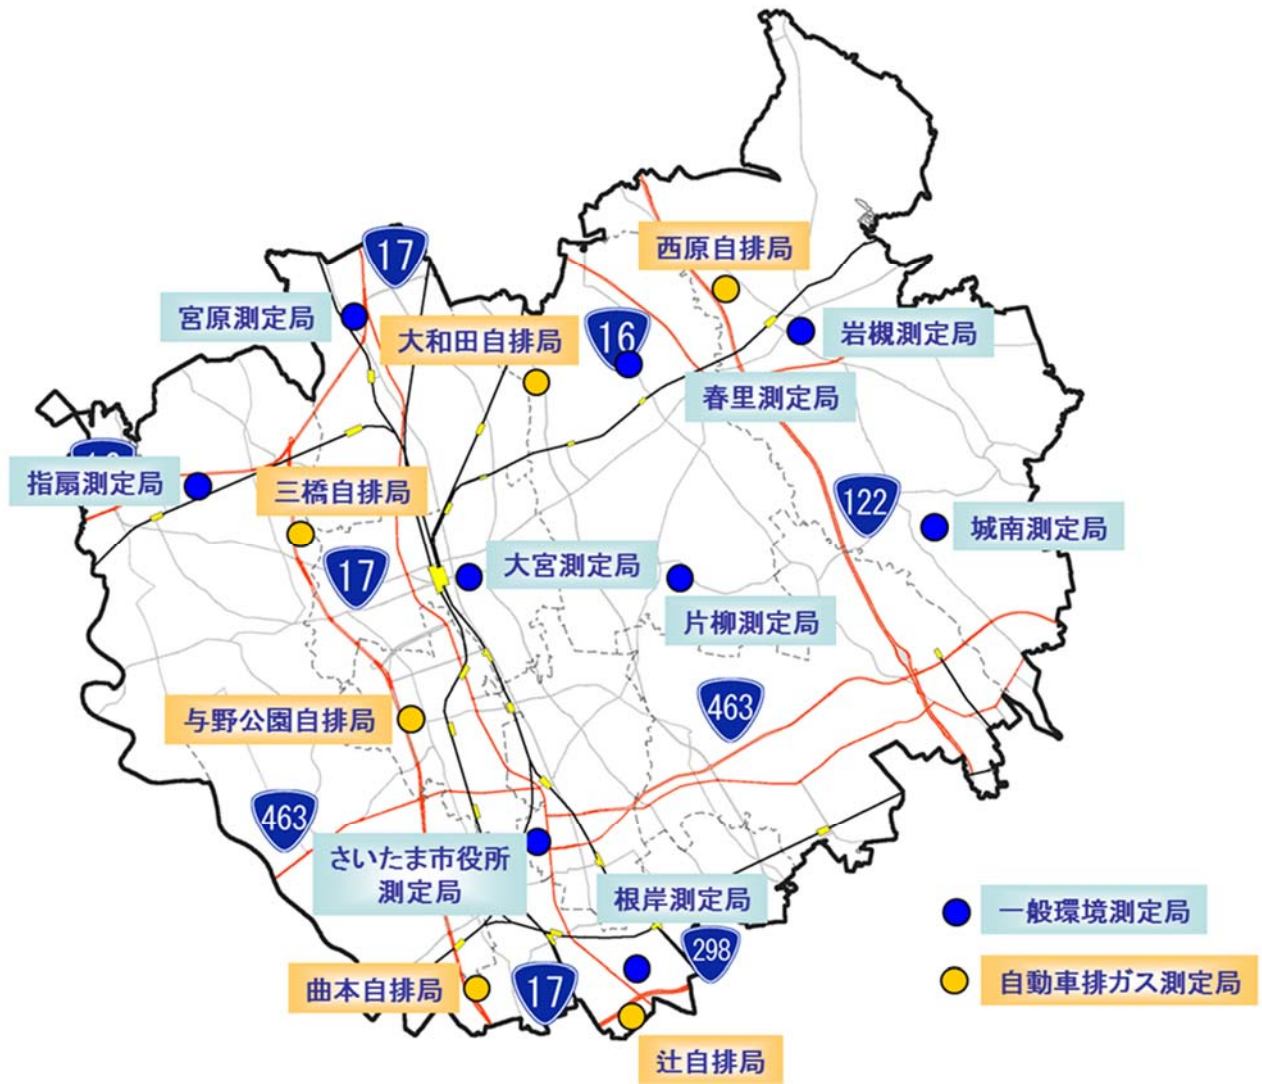 17
西原自排局
宮原測定局
大和田自排局
16
岩槻測定局
春里測定局
指扇測定局
三橋自排局
122
城南測定局
17
大宮測定局
片柳測定局
与野公園自排局
463
463
さいたま市役所
測定局
根岸測定局
一般環境測定局
298
曲本自排局
17
自動車排ガス測定局
辻自排局